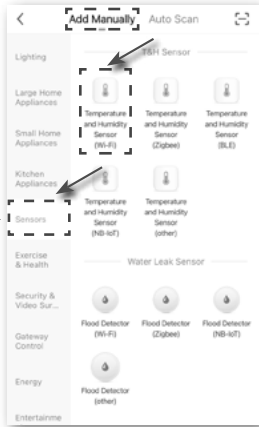 Add Manually Auto Scan
Lighting
Large Home
Appliances
Small Home
Appliances
Kitchen
Appliances
Sensors
Exercise
& Health
Security &
Video Sur...
Gateway
Control
Energy
Entertainme
T&H Sensor
Temperature
and Humidity
Sensor
(Wi-Fi)
Temperature
and Humidity
Sensor
(Zigbee)
Temperature
and Humidity
Sensor
(BLE)
Temperature
and Humidity
Sensor
(NB-IoT)
Temperature
and Humidity
Sensor
(other)
Water Leak Sensor
Flood Detector
(Wi-Fi)
Flood Detector
(Zigbee)
Flood Detector
(NB-IoT)
Flood Detector
(other)